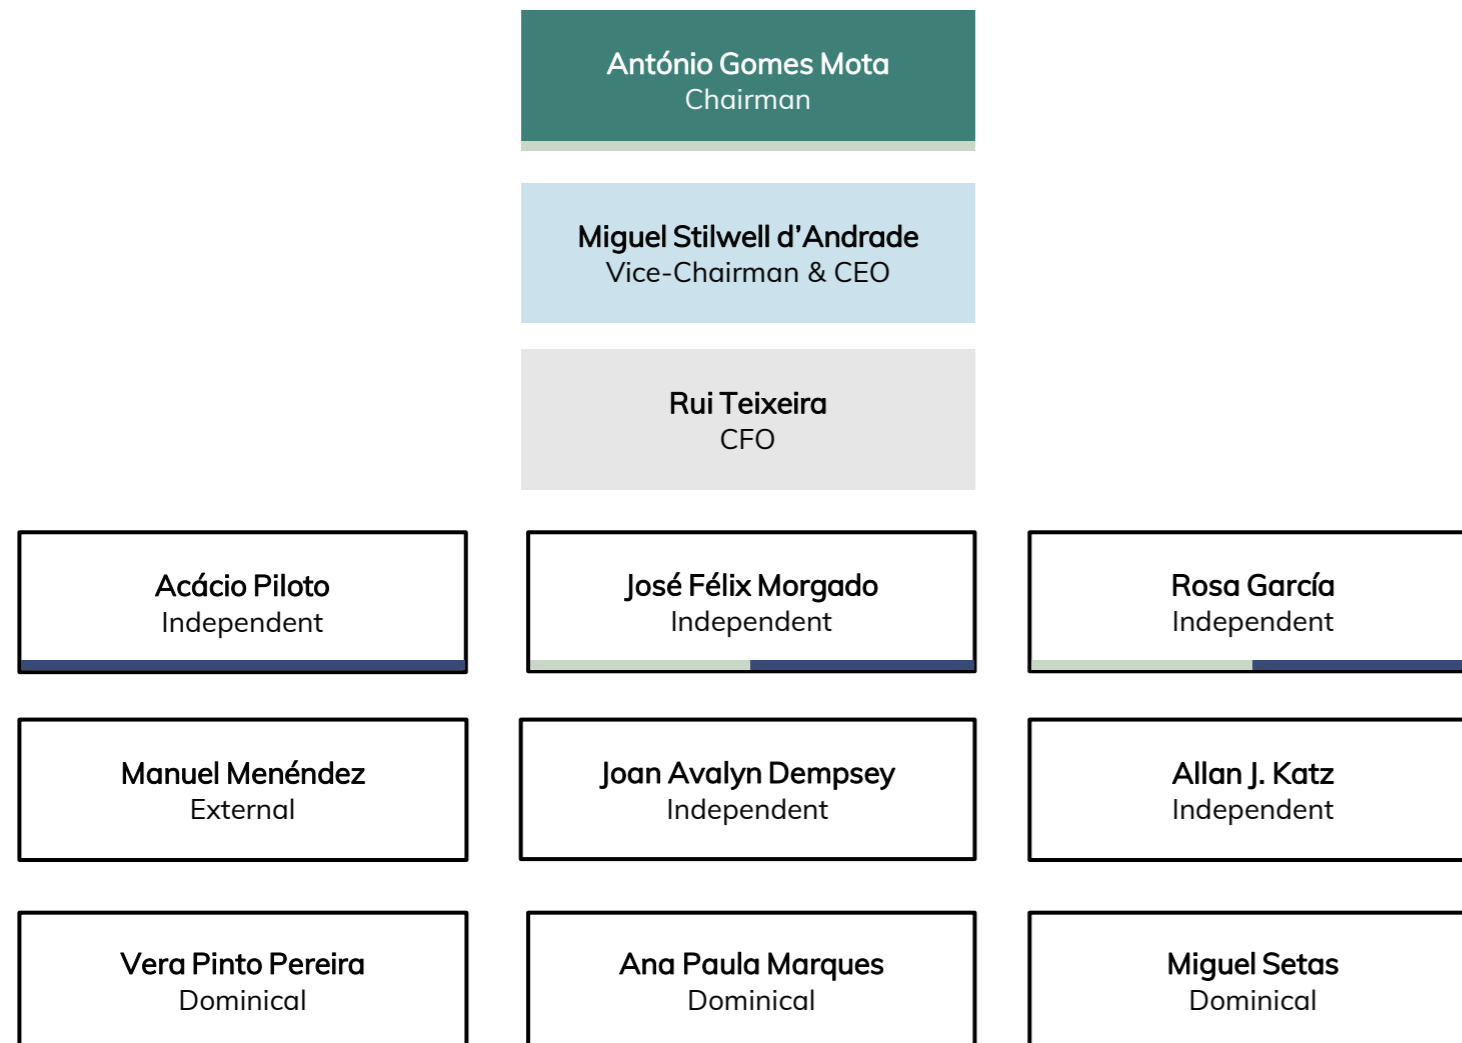 António Gomes Mota
Chairman
Miguel Stilwell d’Andrade
Vice-Chairman & CEO
Rui Teixeira
CFO
Acácio Piloto
Independent
José Félix Morgado
Independent
Rosa García
Independent
Manuel Menéndez
External
Joan Avalyn Dempsey
Independent
Allan J. Katz
Independent
Vera Pinto Pereira
Dominical
Ana Paula Marques
Dominical
Miguel Setas
Dominical